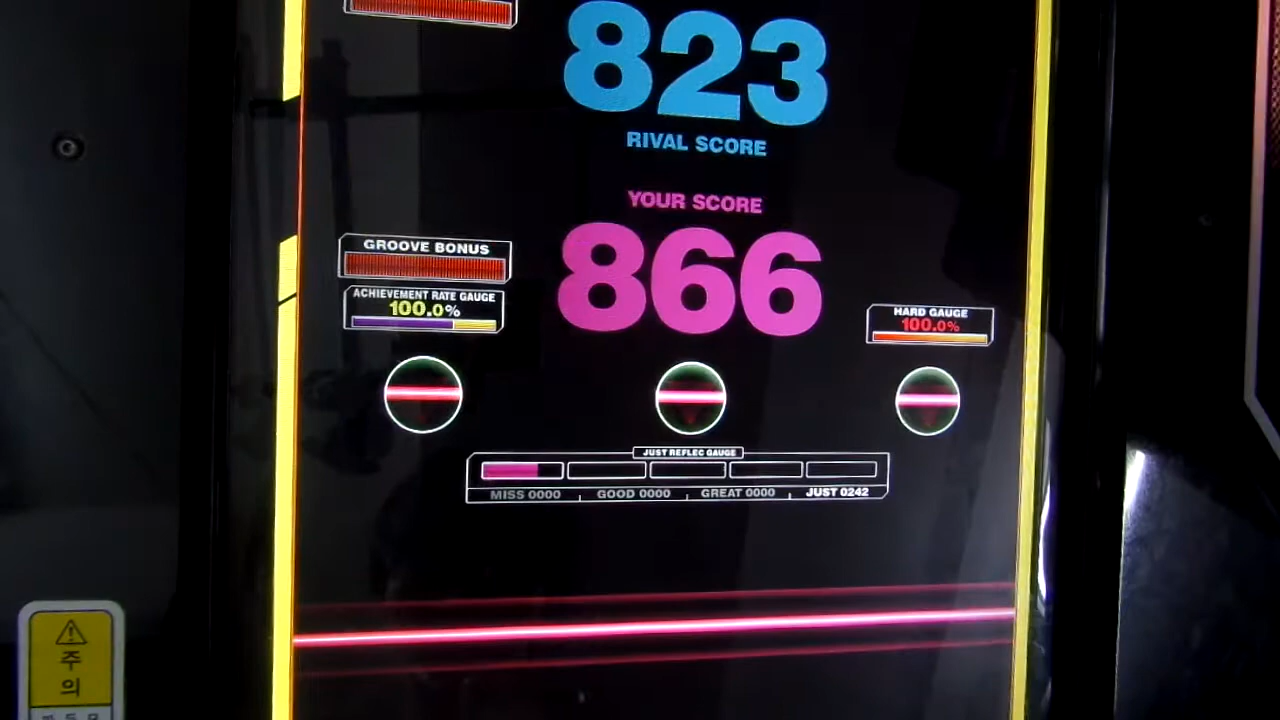 823
RIVAL SCORE
YOUR SCORE
866
GROOVE BONUS
ACHIEVEMENT RATE GAUGE
100.0%
HARD GAUGE
100.0%
JUST REFLEC GAUGE
MISS 0000 GOOD 0000 GREAT 0000 JUST 0242
주
의